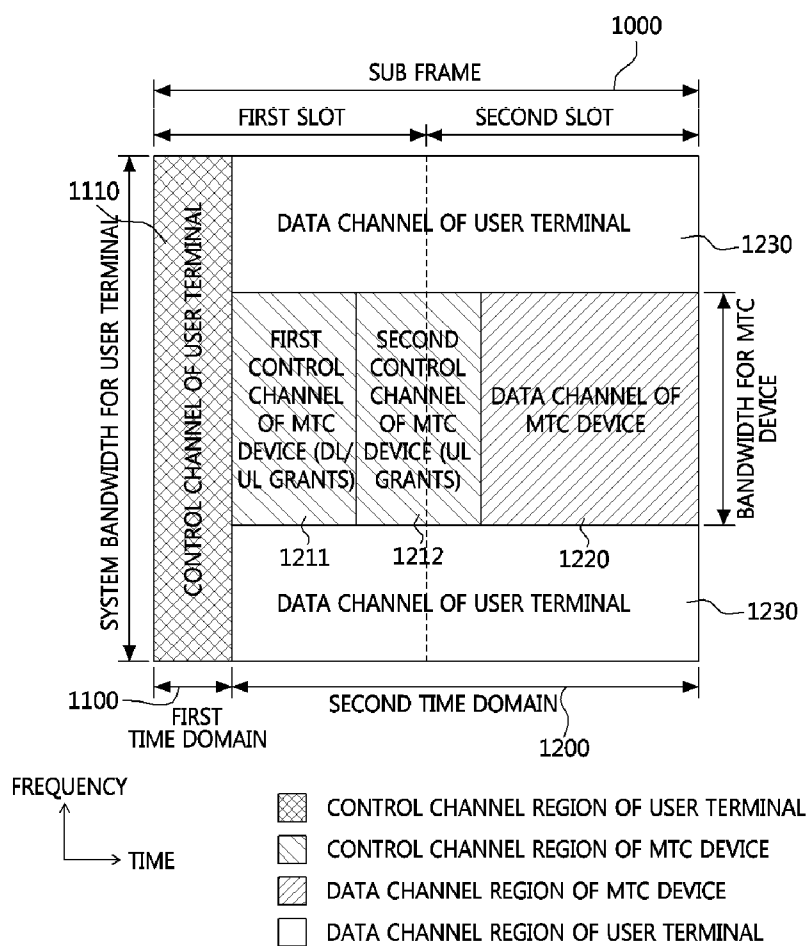 1000
SUB FRAME
FIRST SLOT
SECOND SLOT
1110
SYSTEM BANDWIDTH FOR USER TERMINAL
CONTROL CHANNEL OF USER TERMINAL
DATA CHANNEL OF USER TERMINAL
1230
FIRST
CONTROL
CHANNEL
OF MTC
DEVICE (DL/
UL GRANTS)
SECOND
CONTROL
CHANNEL
OF MTC
DEVICE (UL
GRANTS)
DATA CHANNEL OF
MTC DEVICE
BANDWIDTH FOR MTC
DEVICE
1211
1212
1220
DATA CHANNEL OF USER TERMINAL
1230
1100
FIRST
TIME DOMAIN
SECOND TIME DOMAIN
1200
FREQUENCY
TIME
CONTROL CHANNEL REGION OF USER TERMINAL
CONTROL CHANNEL REGION OF MTC DEVICE
DATA CHANNEL REGION OF MTC DEVICE
DATA CHANNEL REGION OF USER TERMINAL